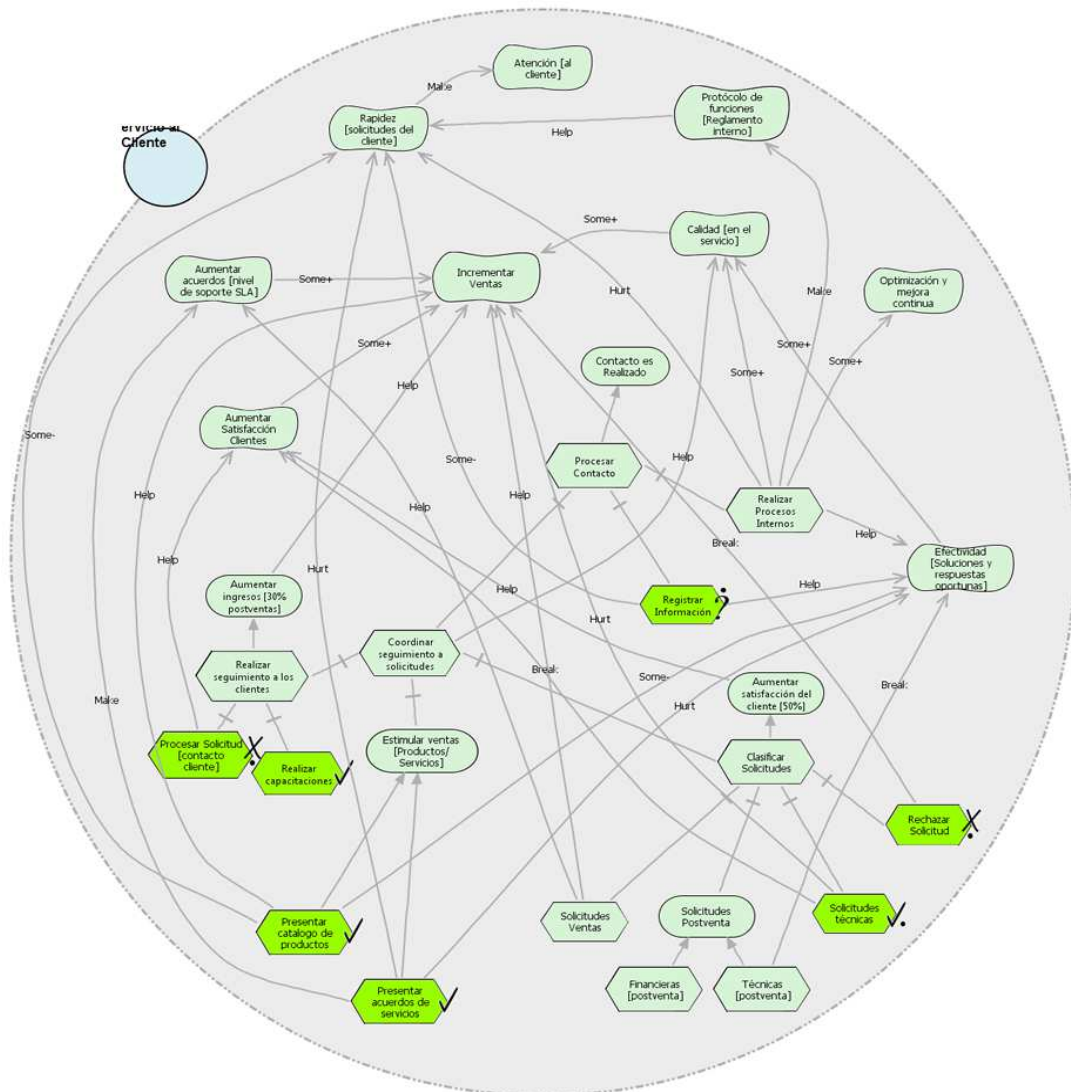 Atención [al
cliente]
Make
Rapidez
[solicitudes del
cliente]
Protócolo de
funciones
[Reglamento
interno]
Help
Cliente
Some+
Calidad [en el
servicio]
Aumentar
acuerdos [nivel
de soporte SLA]
Some+
Incrementar
Ventas
Hurt
Make
Optimización y
mejora
continua
Some+
Contacto es
Realizado
Some+
Some+
Some+
Help
Aumentar
Satisfacción
Clientes
Some-
Some-
Help
Procesar
Contacto
Help
Help
Help
Realizar
Procesos
Internos
Help
Break
Help
Hurt
Efectividad
[Soluciones y
respuestas
oportunas]
Aumentar
ingresos [30%
postventas]
Help
Registrar
Información
?
Help
Hurt
Coordinar
seguimiento a
solicitudes
Realizar
seguimiento a los
clientes
Break
Some-
Aumentar
satisfacción del
cliente [50%]
Break
Make
Hurt
Procesar Solicitud
[contacto
cliente]
Realizar
capacitaciones
Estimular ventas
[Productos/
Servicios]
Clasificar
Solicitudes
Rechazar
Solicitud
Presentar
catalogo de
productos
Solicitudes
Ventas
Solicitudes
Postventa
Solicitudes
técnicas
Presentar
acuerdos de
servicios
Financieras
[postventa]
Técnicas
[postventa]